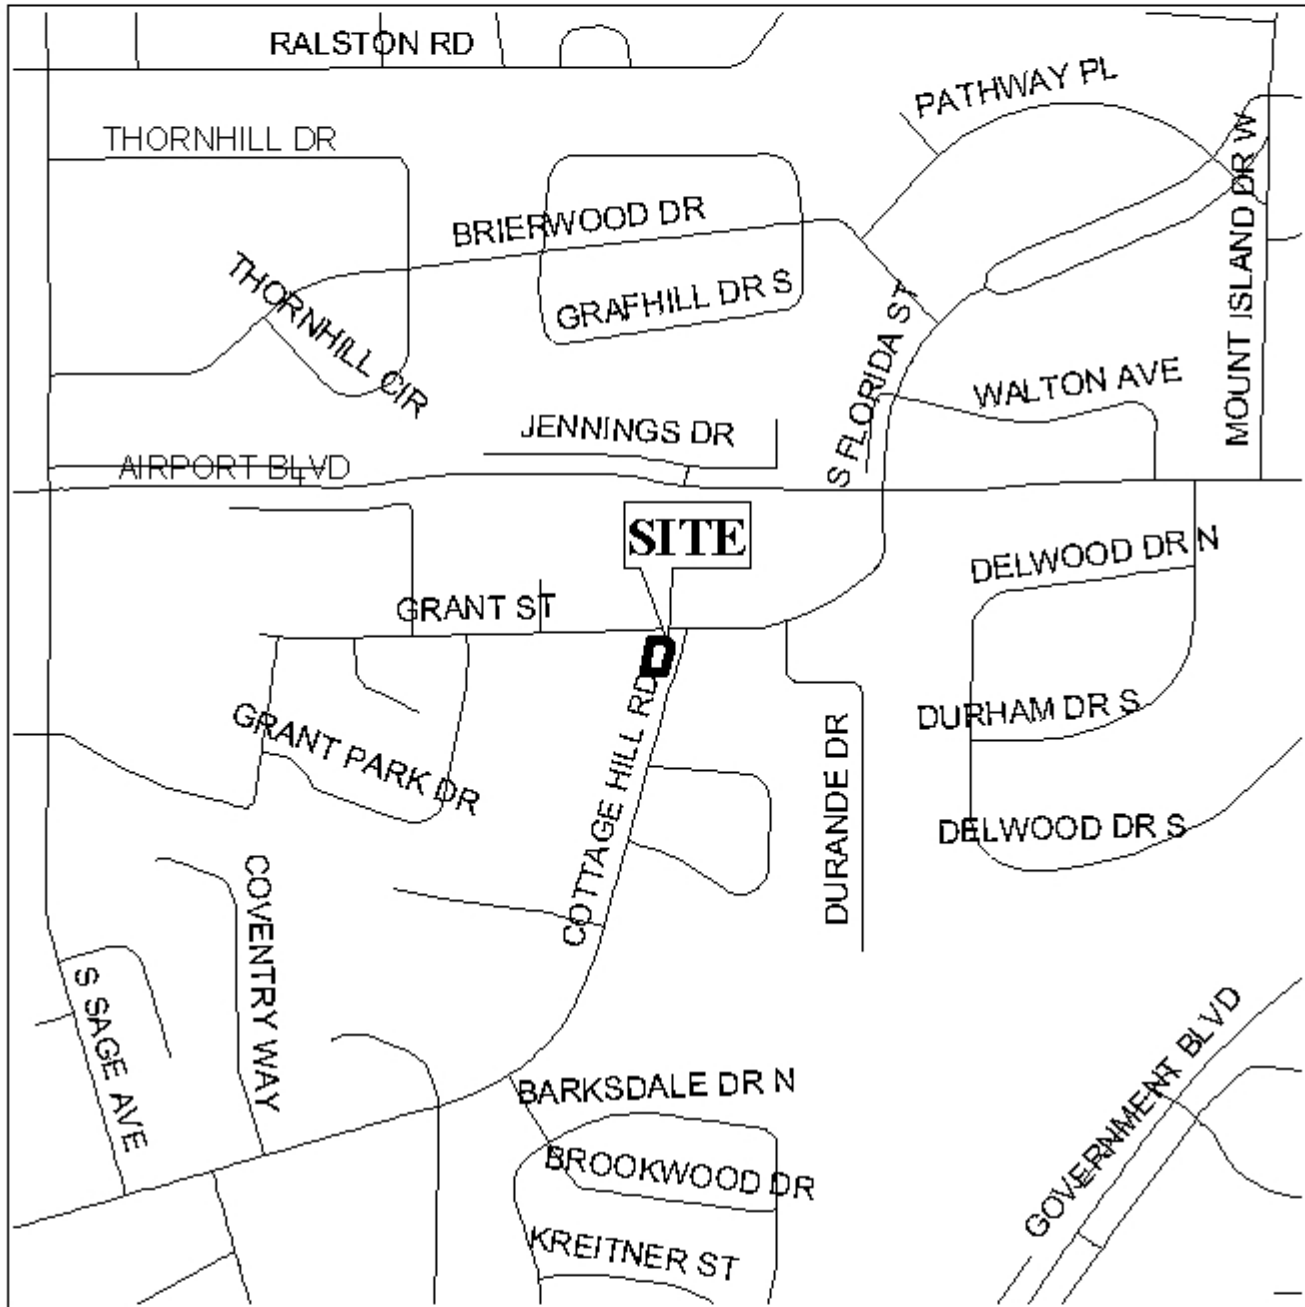 RALSTON RD
PATHWAY PL
THORNHILL DR
BRIERWOOD DR
MOUNT ISLAND DR W
THORNHILL CIR
GRAFHILL DR S
S FLORIDA ST
WALTON AVE
JENNINGS DR
AIRPORT BLVD
SITE
DELWOOD DR N
GRANT ST
COTTAGE HILL RD
GRANT PARK DR
DURHAM DR S
DURANDE DR
DELWOOD DR S
COVENTRY WAY
S SAGE AVE
GOVERNMENT BLVD
BARKSDALE DR N
BROOKWOOD DR
KREITNER ST